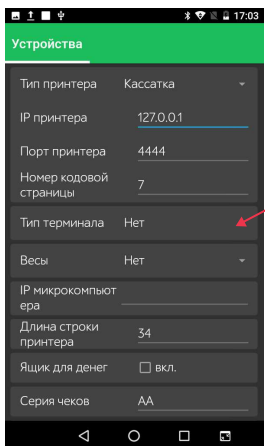 17:03
Устройства
Тип принтера Кассатка
IP принтера 127.0.0.1
Порт принтера 4444
Номер кодовой
страницы 7
Тип терминала Нет
Весы Нет
IP микрокомпьют
ера
Длина строки
принтера 34
Ящик для денег вкл.
Серия чеков AA